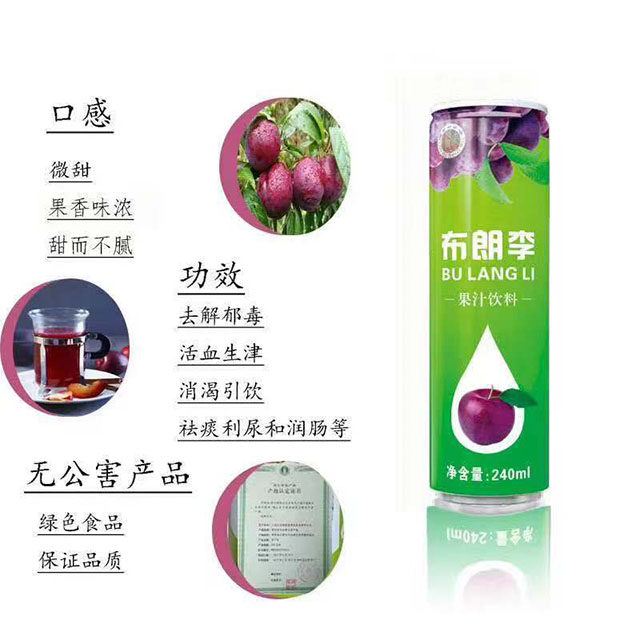 口感
微甜
果香味浓
甜而不腻
功效
去解郁毒
活血生津
消渴引饮
祛痰利尿和润肠等
无公害产品
绿色食品
保证品质
布朗李
BU LANG LI
果汁饮料
净含量:240ml